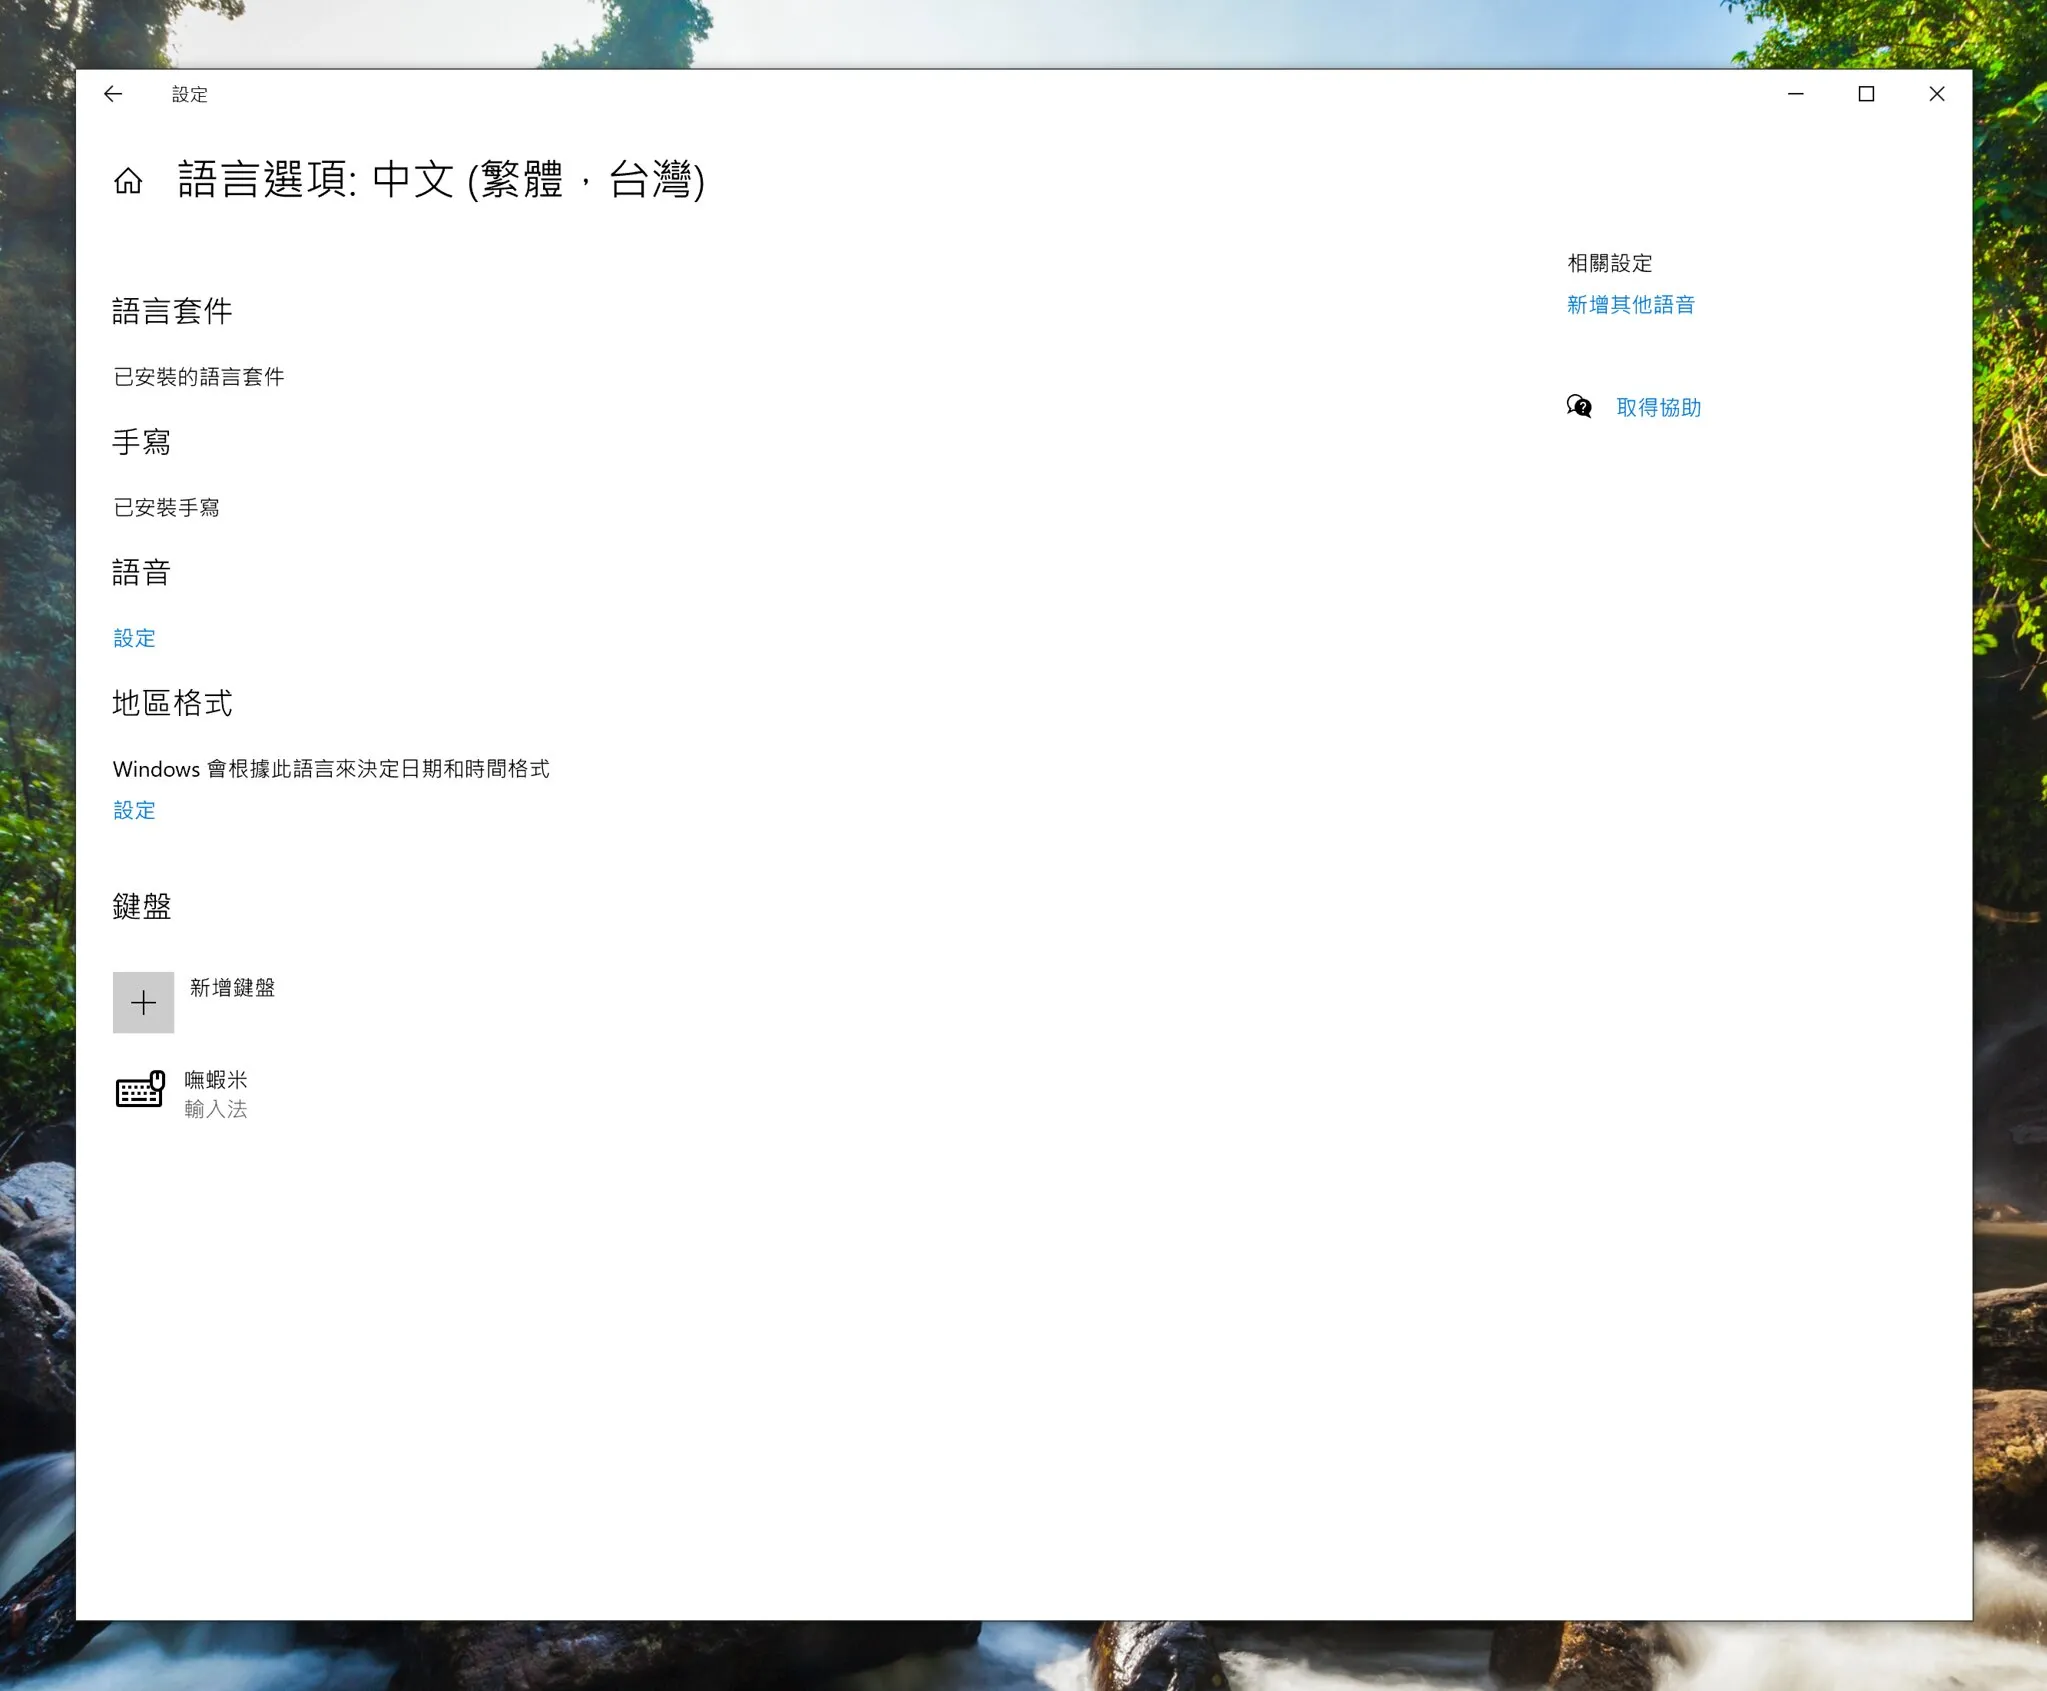 設定
語言選項: 中文 (繁體，台灣)
語言套件
已安裝的語言套件
手寫
已安裝手寫
語音
設定
地區格式
Windows 會根據此語言來決定日期和時間格式
設定
鍵盤
新增鍵盤
嘸蝦米
輸入法
相關設定
新增其他語音
取得協助